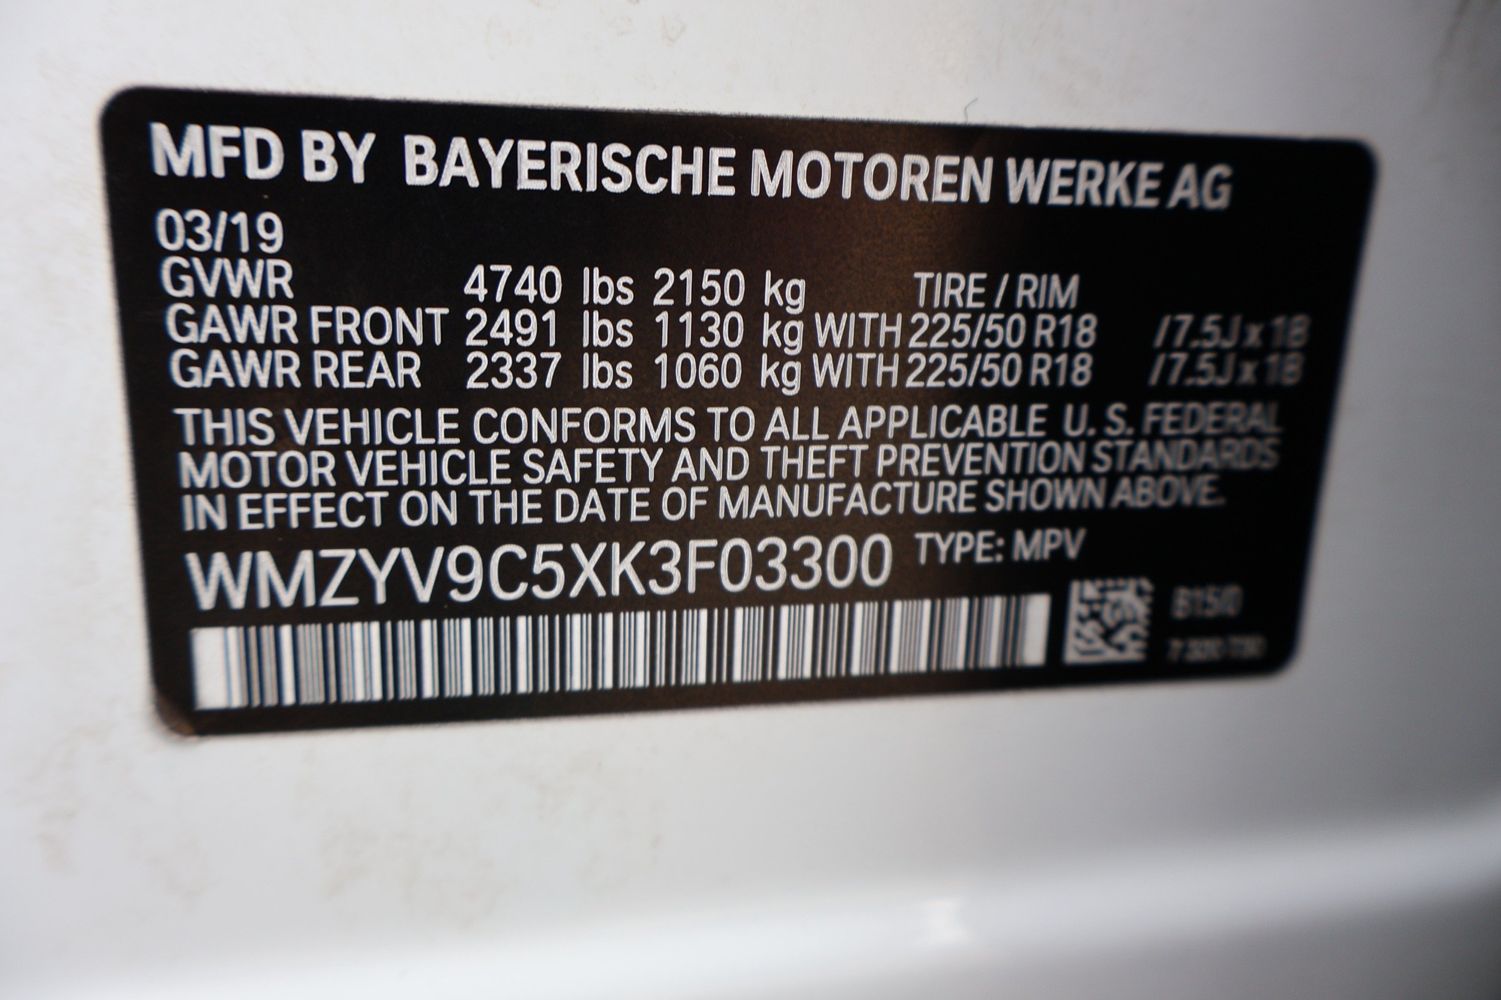 MFD BY BAYERISCHE MOTOREN WERKE AG
03/19
GVWR 4740 lbs 2150 kg TIRE / RIM
GAWR FRONT 2491 lbs 1130 kg WITH 225/50 R18 /7.5J x 18
GAWR REAR 2337 lbs 1060 kg WITH 225/50 R18 /7.5J x 18
THIS VEHICLE CONFORMS TO ALL APPLICABLE U. S. FEDERAL
MOTOR VEHICLE SAFETY AND THEFT PREVENTION STANDARDS
IN EFFECT ON THE DATE OF MANUFACTURE SHOWN ABOVE.
WMZYV9C5XK3F03300 TYPE: MPV